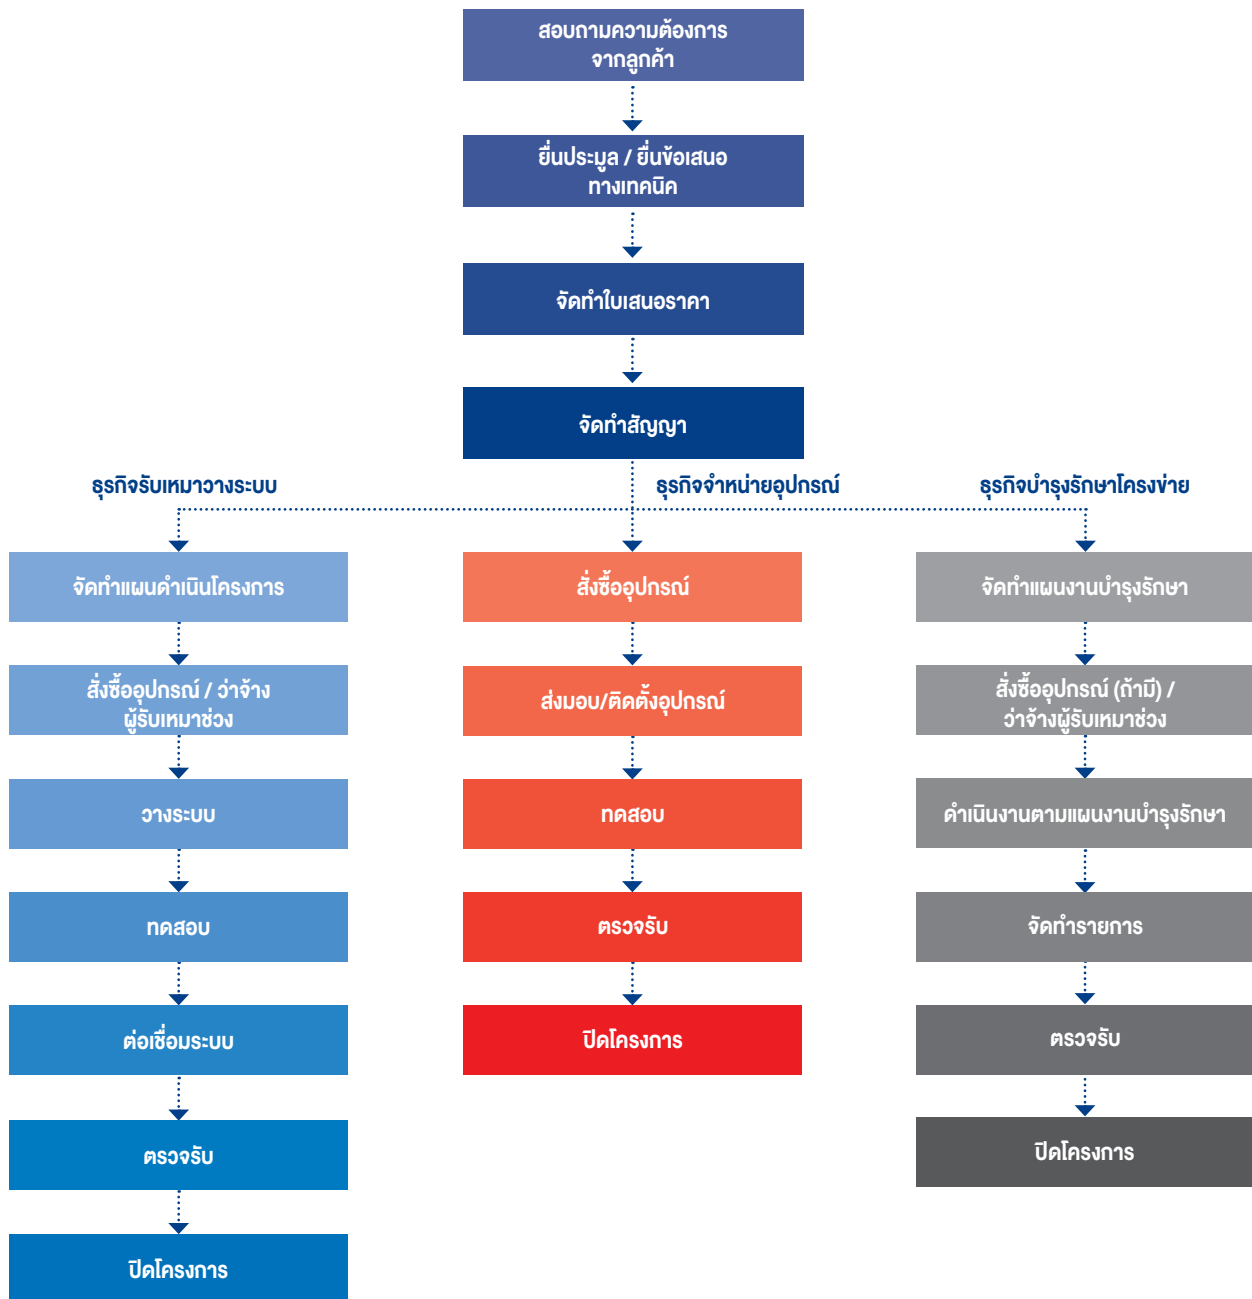 สอบถามความต้องการ
จากลูกค้า
ยื่นประมูล / ยื่นข้อเสนอ
ทางเทคนิค
จัดทำใบเสนอราคา
จัดทำสัญญา
ธุรกิจรับเหมาวางระบบ
ธุรกิจจำหน่ายอุปกรณ์
ธุรกิจบำรุงรักษาโครงข่าย
จัดทำแผนดำเนินโครงการ
สั่งซื้ออุปกรณ์ / ว่าจ้าง
ผู้รับเหมาช่วง
วางระบบ
ทดสอบ
ต่อเชื่อมระบบ
ตรวจรับ
ปิดโครงการ
สั่งซื้ออุปกรณ์
ส่งมอบ/ติดตั้งอุปกรณ์
ทดสอบ
ตรวจรับ
ปิดโครงการ
จัดทำแผนงานบำรุงรักษา
สั่งซื้ออุปกรณ์ (ถ้ามี) /
ว่าจ้างผู้รับเหมาช่วง
ดำเนินงานตามแผนงานบำรุงรักษา
จัดทำรายการ
ตรวจรับ
ปิดโครงการ